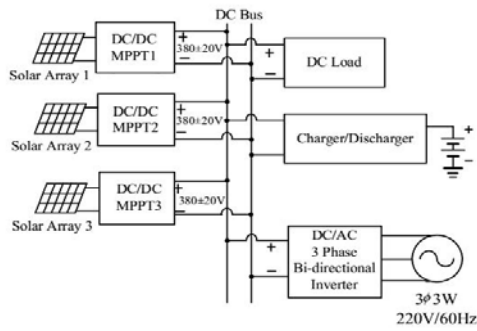 DC Bus
DC/DC
MPPT1
+
380±20V
−
Solar Array 1
+
−
DC Load
DC/DC
MPPT2
+
380±20V
−
Solar Array 2
Charger/Discharger
+
−
DC/DC
MPPT3
+
380±20V
−
Solar Array 3
+
−
DC/AC
3 Phase
Bi-directional
Inverter
3ϕ3W
220V/60Hz